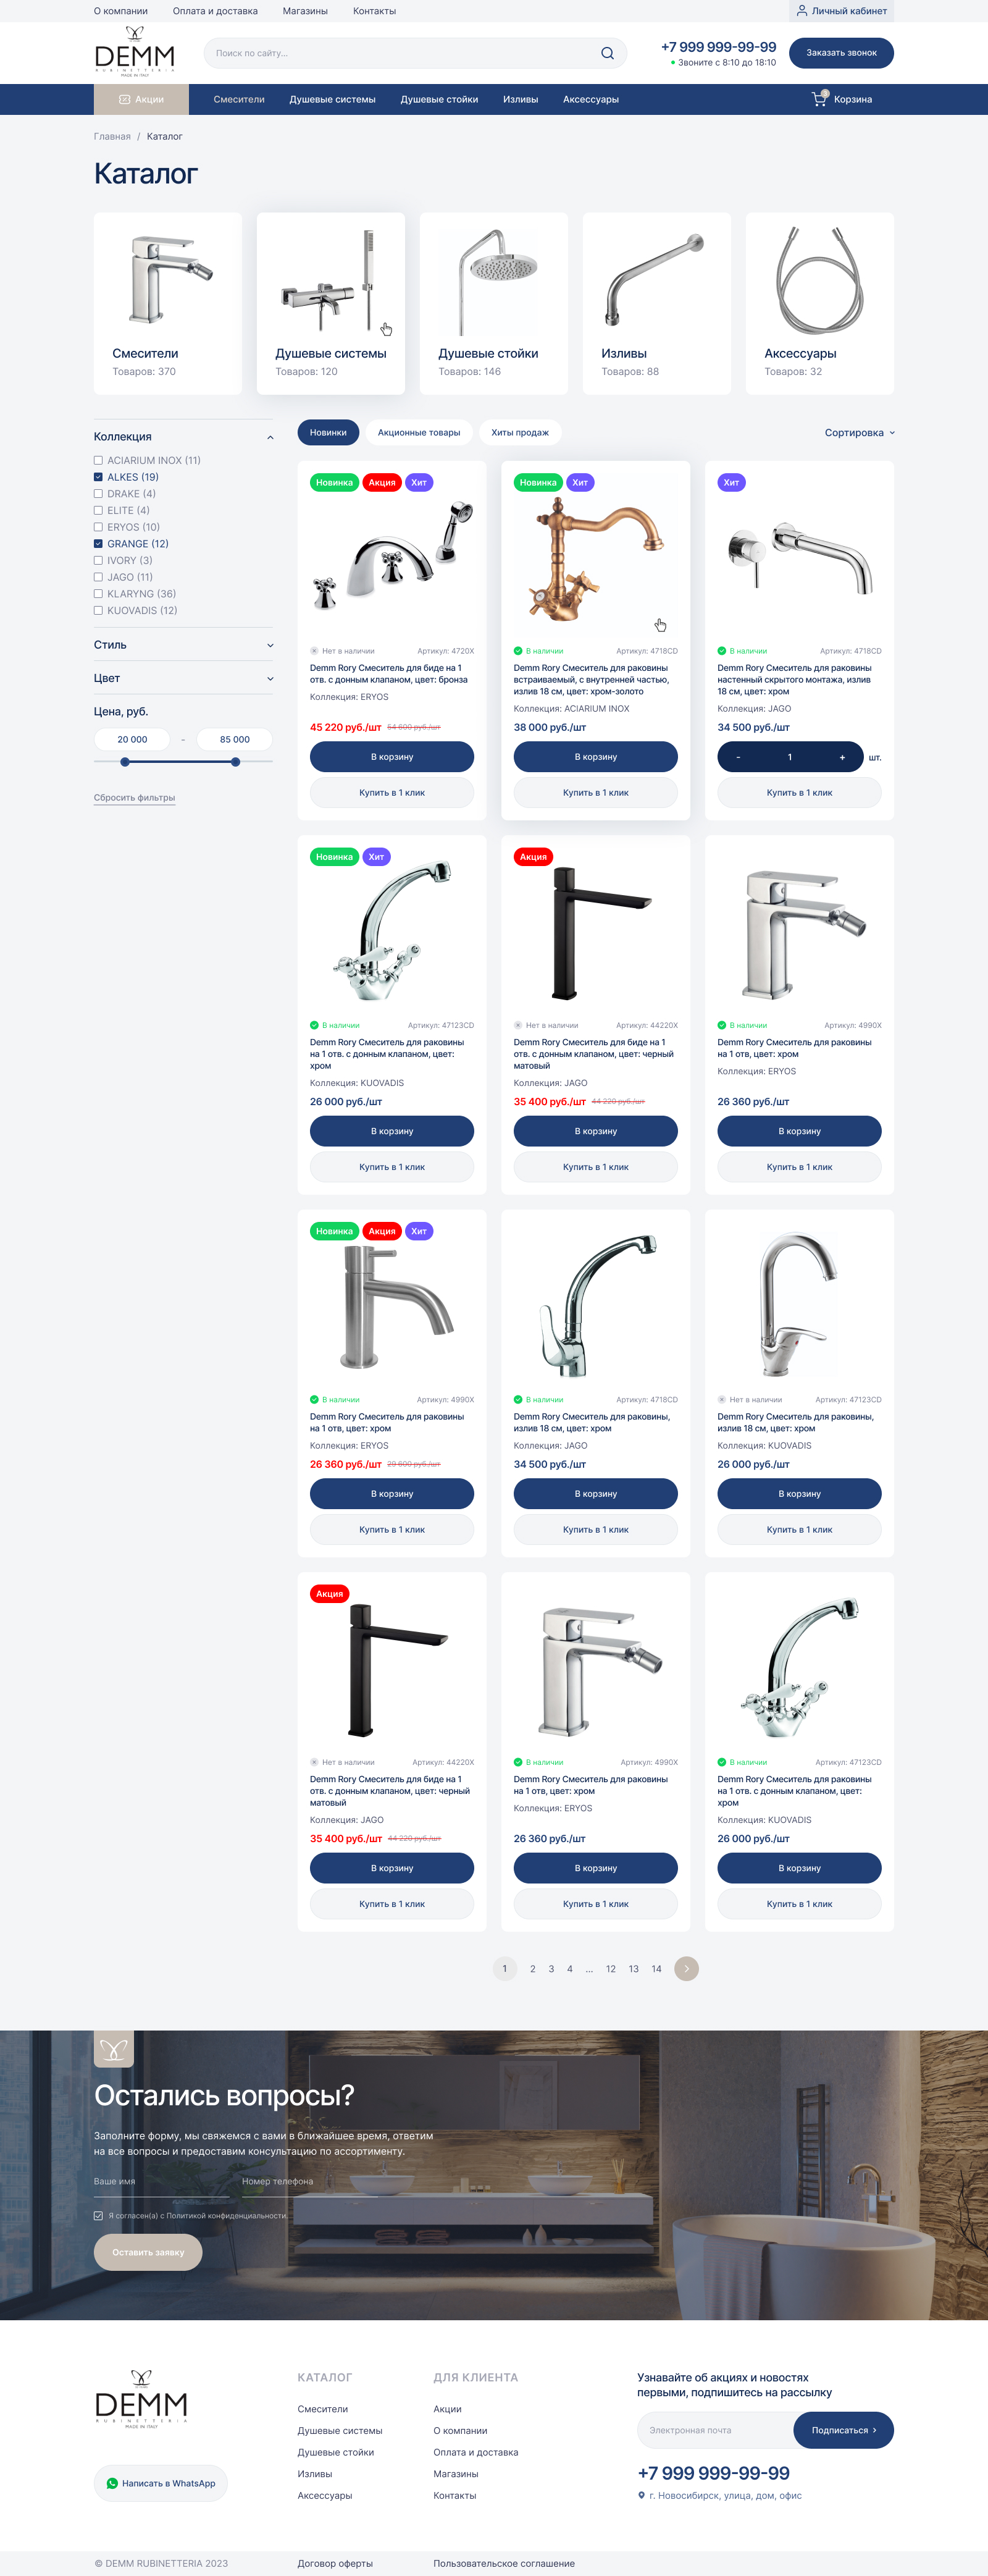 О компании
Оплата и доставка
Магазины
Контакты
Личный кабинет
DEMM
RUBINETTERIA
MADE IN ITALY
Поиск по сайту...
+7 999 999-99-99
Звоните с 8:10 до 18:10
Заказать звонок
Акции
Смесители
Душевые системы
Душевые стойки
Изливы
Аксессуары
Корзина
Главная / Каталог
Каталог
Смесители
Товаров: 370
Душевые системы
Товаров: 120
Душевые стойки
Товаров: 146
Изливы
Товаров: 88
Аксессуары
Товаров: 32
Коллекция
ACIARIUM INOX (11)
ALKES (19)
DRAKE (4)
ELITE (4)
ERYOS (10)
GRANGE (12)
IVORY (3)
JAGO (11)
KLARYNG (36)
KUOVADIS (12)
Стиль
Цвет
Цена, руб.
20 000 - 85 000
Сбросить фильтры
Новинки
Акционные товары
Хиты продаж
Сортировка
Новинка Акция Хит
Нет в наличии Артикул: 4720X
Demm Rory Смеситель для биде на 1
отв. с донным клапаном, цвет: бронза
Коллекция: ERYOS
45 220 руб./шт 54 600 руб./шт
В корзину
Купить в 1 клик
Новинка Хит
В наличии Артикул: 4718CD
Demm Rory Смеситель для раковины
встраиваемый, с внутренней частью,
излив 18 см, цвет: хром-золото
Коллекция: ACIARIUM INOX
38 000 руб./шт
В корзину
Купить в 1 клик
Хит
В наличии Артикул: 4718CD
Demm Rory Смеситель для раковины
настенный скрытого монтажа, излив
18 см, цвет: хром
Коллекция: JAGO
34 500 руб./шт
- 1 + шт.
Купить в 1 клик
Новинка Хит
В наличии Артикул: 47123CD
Demm Rory Смеситель для раковины
на 1 отв. с донным клапаном, цвет:
хром
Коллекция: KUOVADIS
26 000 руб./шт
В корзину
Купить в 1 клик
Акция
Нет в наличии Артикул: 44220X
Demm Rory Смеситель для биде на 1
отв. с донным клапаном, цвет: черный
матовый
Коллекция: JAGO
35 400 руб./шт 44 220 руб./шт
В корзину
Купить в 1 клик
В наличии Артикул: 4990X
Demm Rory Смеситель для раковины
на 1 отв, цвет: хром
Коллекция: ERYOS
26 360 руб./шт
В корзину
Купить в 1 клик
Новинка Акция Хит
В наличии Артикул: 4990X
Demm Rory Смеситель для раковины
на 1 отв, цвет: хром
Коллекция: ERYOS
26 360 руб./шт 29 600 руб./шт
В корзину
Купить в 1 клик
В наличии Артикул: 4718CD
Demm Rory Смеситель для раковины,
излив 18 см, цвет: хром
Коллекция: JAGO
34 500 руб./шт
В корзину
Купить в 1 клик
Нет в наличии Артикул: 47123CD
Demm Rory Смеситель для раковины,
излив 18 см, цвет: хром
Коллекция: KUOVADIS
26 000 руб./шт
В корзину
Купить в 1 клик
Акция
Нет в наличии Артикул: 44220X
Demm Rory Смеситель для биде на 1
отв. с донным клапаном, цвет: черный
матовый
Коллекция: JAGO
35 400 руб./шт 44 220 руб./шт
В корзину
Купить в 1 клик
В наличии Артикул: 4990X
Demm Rory Смеситель для раковины
на 1 отв, цвет: хром
Коллекция: ERYOS
26 360 руб./шт
В корзину
Купить в 1 клик
В наличии Артикул: 47123CD
Demm Rory Смеситель для раковины
на 1 отв. с донным клапаном, цвет:
хром
Коллекция: KUOVADIS
26 000 руб./шт
В корзину
Купить в 1 клик
1 2 3 4 ... 12 13 14
Остались вопросы?
Заполните форму, мы свяжемся с вами в ближайшее время, ответим
на все вопросы и предоставим консультацию по ассортименту.
Ваше имя
Номер телефона
Я согласен(а) с Политикой конфиденциальности.
Оставить заявку
DEMM
RUBINETTERIA
MADE IN ITALY
Написать в WhatsApp
КАТАЛОГ
Смесители
Душевые системы
Душевые стойки
Изливы
Аксессуары
ДЛЯ КЛИЕНТА
Акции
О компании
Оплата и доставка
Магазины
Контакты
Узнавайте об акциях и новостях
первыми, подпишитесь на рассылку
Электронная почта
Подписаться
+7 999 999-99-99
г. Новосибирск, улица, дом, офис
© DEMM RUBINETTERIA 2023
Договор оферты
Пользовательское соглашение